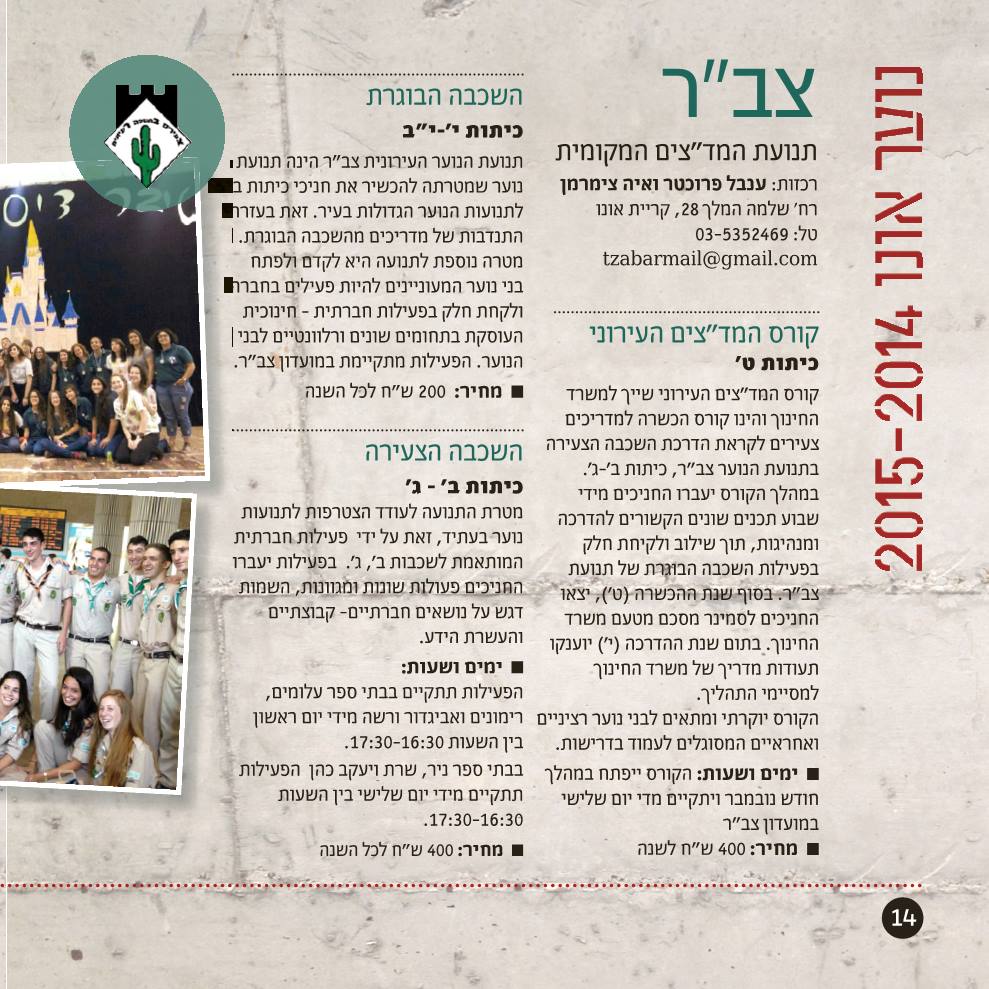 נוער אונו 2015-2014
צב"ר
תנועת המד"צים המקומית
רכזות: ענבל פרוכטר ואיה צימרמן
רח' שלמה המלך 28, קריית אונו
טל: 03-5352469
tzabarmail@gmail.com
קורס המד"צים העירוני
כיתות ט'
קורס המד"צים העירוני שייך למשרד
החינוך והינו קורס הכשרה למדריכים
צעירים לקראת הדרכת השכבה הצעירה
בתנועת הנוער צב"ר, כיתות ב'-ג'.
במהלך הקורס יעברו החניכים מידי
שבוע תכנים שונים הקשורים להדרכה
ומנהיגות, תוך שילוב ולקיחת חלק
בפעילות השכבה הבוגרת של תנועת
צב"ר. בסוף שנת ההכשרה (ט'), יצאו
החניכים לסמינר מסכם מטעם משרד
החינוך. בתום שנת ההדרכה (י') יוענקו
תעודות מדריך של משרד החינוך
למסיימי התהליך.
הקורס יוקרתי ומתאים לבני נוער רציניים
ואחראיים המסוגלים לעמוד בדרישות.
■ ימים ושעות: הקורס ייפתח במהלך
חודש נובמבר ויתקיים מדי יום שלישי
במועדון צב"ר
■ מחיר: 400 ש"ח לשנה
השכבה הבוגרת
כיתות י'-י"ב
תנועת הנוער העירונית צב"ר הינה תנועת
נוער שמטרתה להכשיר את חניכי כיתות
לתנועות הנוער הגדולות בעיר. זאת בעזרת
התנדבות של מדריכים מהשכבה הבוגרת.
מטרה נוספת לתנועה היא לקדם ולפתח
בני נוער המעוניינים להיות פעילים בחברה
ולקחת חלק בפעילות חברתית - חינוכית
העוסקת בתחומים שונים ורלוונטיים לבני
הנוער. הפעילות מתקיימת במועדון צב"ר.
■ מחיר: 200 ש"ח לכל השנה
השכבה הצעירה
כיתות ב' - ג'
מטרת התנועה לעודד הצטרפות לתנועות
נוער בעתיד, זאת על ידי פעילות חברתית
המותאמת לשכבות ב', ג'. בפעילות יעברו
החניכים פעולות שונות ומגוונות, השמות
דגש על נושאים חברתיים- קבוצתיים
והעשרת הידע.
■ ימים ושעות:
הפעילות תתקיים בבתי ספר עלומים,
רימונים ואביגדור ורשה מידי יום ראשון
בין השעות 17:30-16:30.
בבתי ספר ניר, שרת ויעקב כהן הפעילות
תתקיים מידי יום שלישי בין השעות
17:30-16:30.
■ מחיר: 400 ש"ח לכל השנה
14